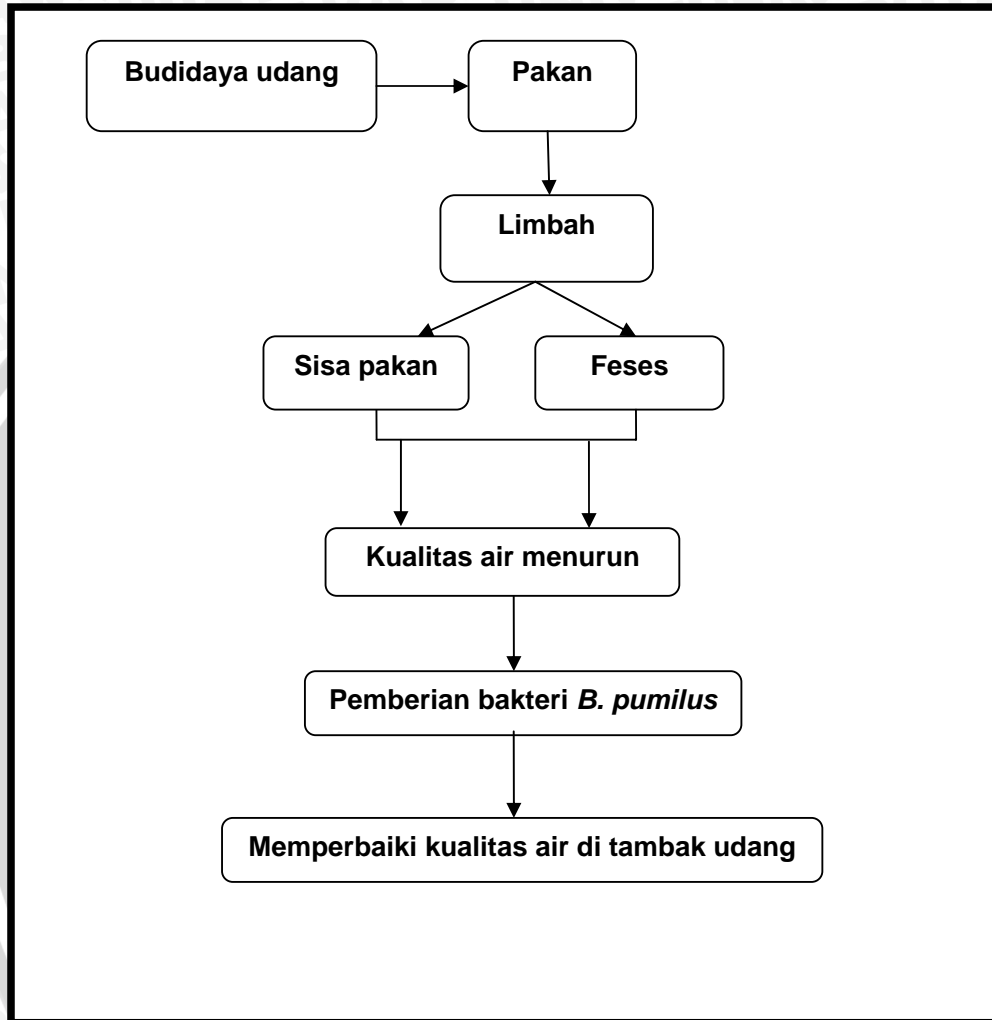 Budidaya udang
Pakan
Limbah
Sisa pakan
Feses
Kualitas air menurun
Pemberian bakteri B. pumilus
Memperbaiki kualitas air di tambak udang